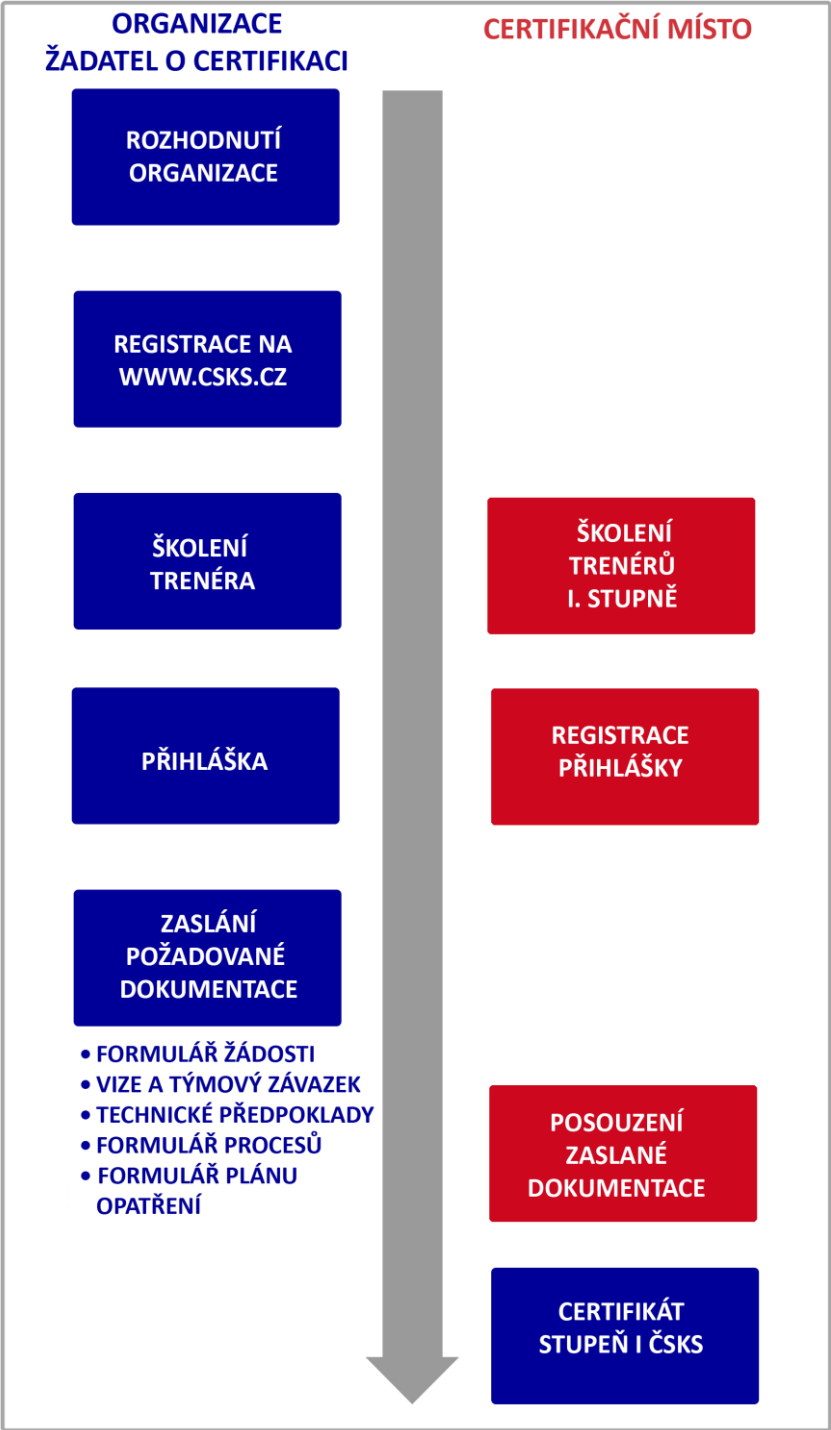 ORGANIZACE
ŽADATEL O CERTIFIKACI
CERTIFIKAČNÍ MÍSTO
ROZHODNUTÍ
ORGANIZACE
REGISTRACE NA
WWW.CSKS.CZ
ŠKOLENÍ
TRENÉRA
ŠKOLENÍ
TRENÉRŮ
I. STUPNĚ
PŘIHLÁŠKA
REGISTRACE
PŘIHLÁŠKY
ZASLÁNÍ
POŽADOVANÉ
DOKUMENTACE
• FORMULÁŘ ŽÁDOSTI
• VIZE A TÝMOVÝ ZÁVAZEK
• TECHNICKÉ PŘEDPOKLADY
• FORMULÁŘ PROCESŮ
• FORMULÁŘ PLÁNU
OPATŘENÍ
POSOUZENÍ
ZASLANÉ
DOKUMENTACE
CERTIFIKÁT
STUPEŇ I ČSKS